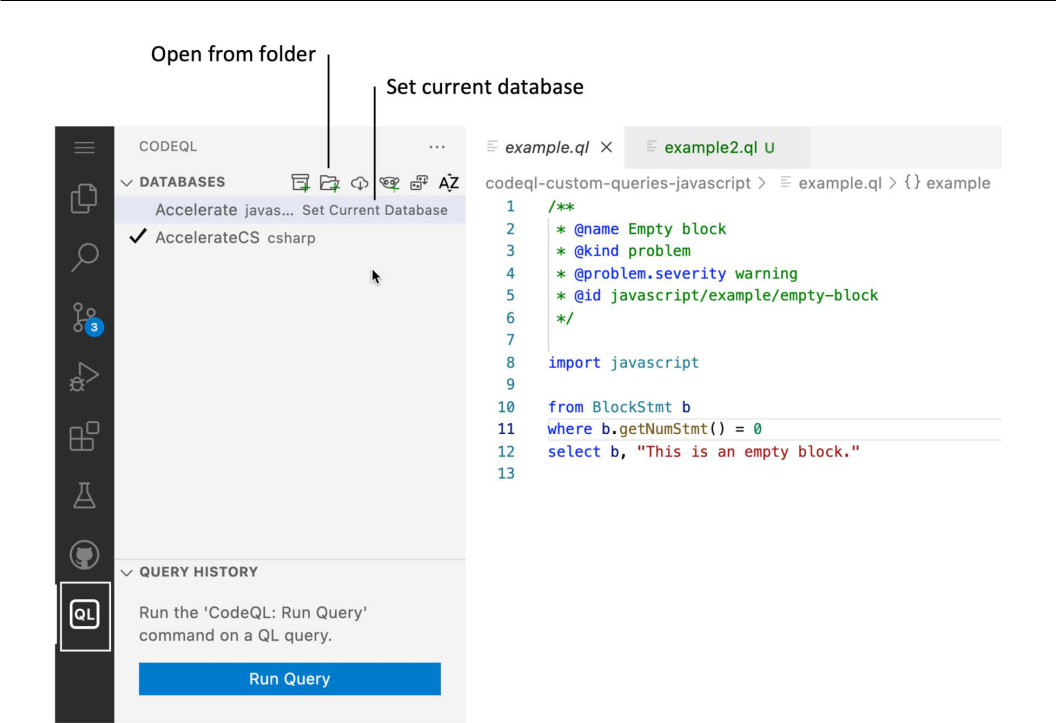 Open from folder
Set current database
CODEQL
...
DATABASES
AZ
Accelerate javas... Set Current Database
AccelerateCS csharp
3
QL
QUERY HISTORY
Run the 'CodeQL: Run Query'
command on a QL query.
Run Query
example.ql
example2.ql U
codeql-custom-queries-javascript > example.ql > {} example
1 /**
2 * @name Empty block
3 * @kind problem
4 * @problem.severity warning
5 * @id javascript/example/empty-block
6 */
7
8 import javascript
9
10 from BlockStmt b
11 where b.getNumStmt() = 0
12 select b, "This is an empty block."
13